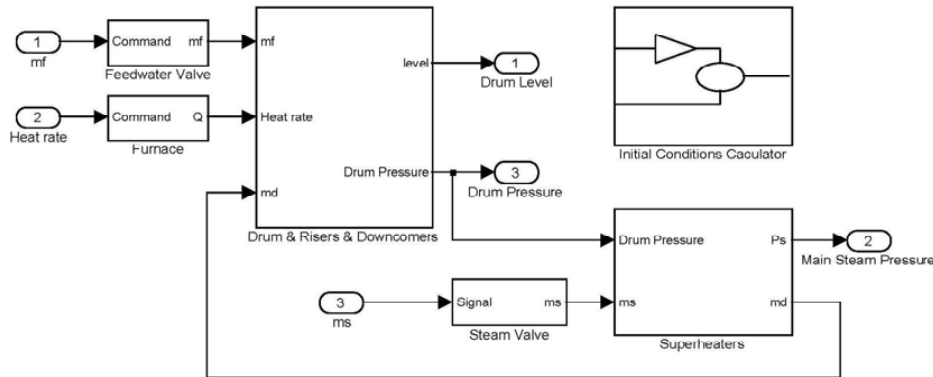 1
mf
Command mf
Feedwater Valve
2
Heat rate
Command Q
Furnace
mf
Heat rate
md
level
Drum Pressure
Drum & Risers & Downcomers
1
Drum Level
3
Drum Pressure
Initial Conditions Caculator
3
ms
Signal ms
Steam Valve
Drum Pressure Ps
ms md
Superheaters
2
Main Steam Pressure